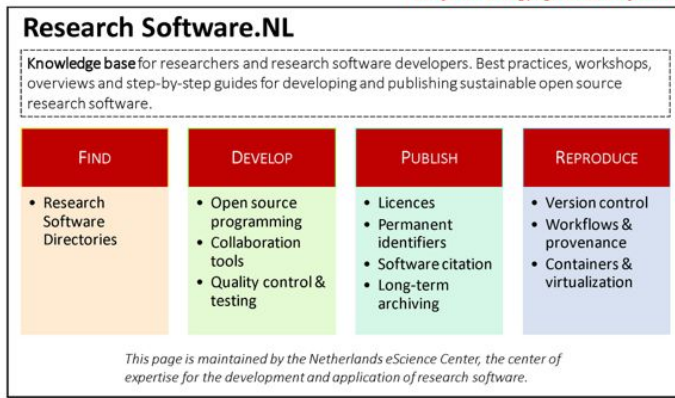 Research Software.NL
Knowledge base for researchers and research software developers. Best practices, workshops,
overviews and step-by-step guides for developing and publishing sustainable open source
research software.
FIND
• Research
Software
Directories
DEVELOP
• Open source
programming
• Collaboration
tools
• Quality control &
testing
PUBLISH
• Licences
• Permanent
identifiers
• Software citation
• Long-term
archiving
REPRODUCE
• Version control
• Workflows &
provenance
• Containers &
virtualization
This page is maintained by the Netherlands eScience Center, the center of
expertise for the development and application of research software.